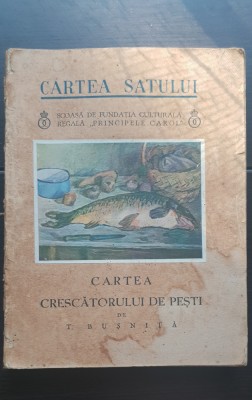 CARTEA SATULUI
SCOASĂ DE FUNDAȚIA CULTURALĂ
REGALĂ „PRINCIPELE CAROL”
CARTEA
CRESCĂTORULUI DE PEȘTI
DE
T. BUȘNIȚĂ